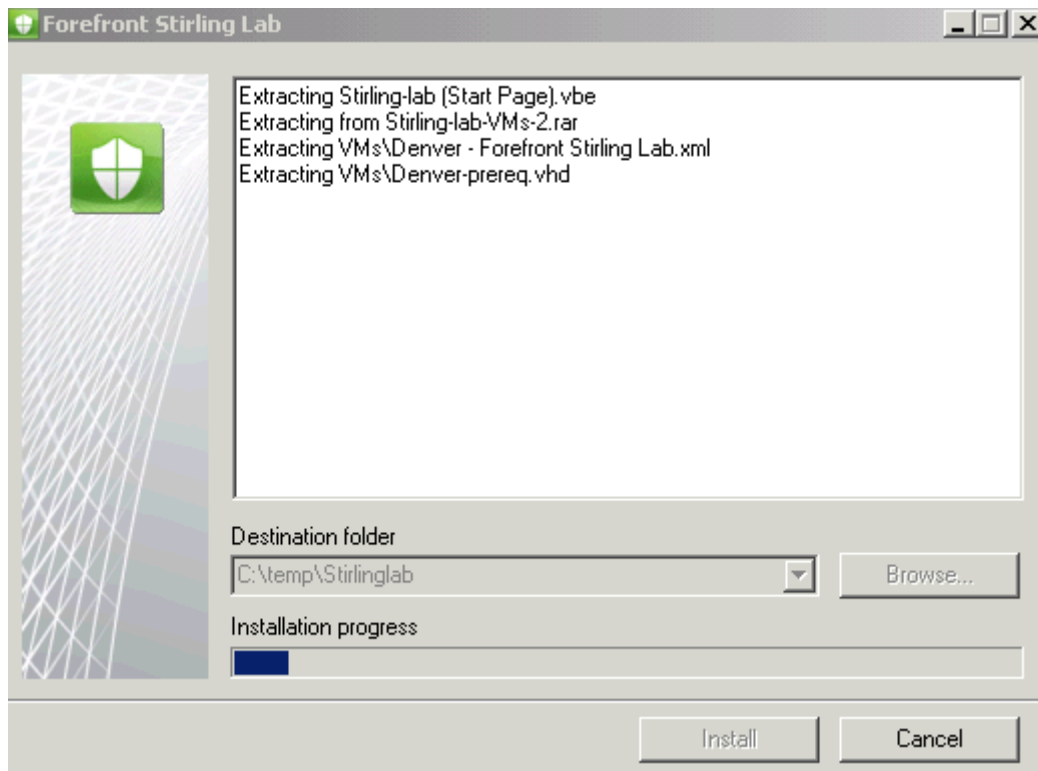 Forefront Stirling Lab
Extracting Stirling-lab (Start Page).vbe
Extracting from Stirling-lab-VMs-2.rar
Extracting VMs\Denver - Forefront Stirling Lab.xml
Extracting VMs\Denver-prereq.vhd
Destination folder
C:\temp\Stirlinglab
Browse...
Installation progress
Install
Cancel